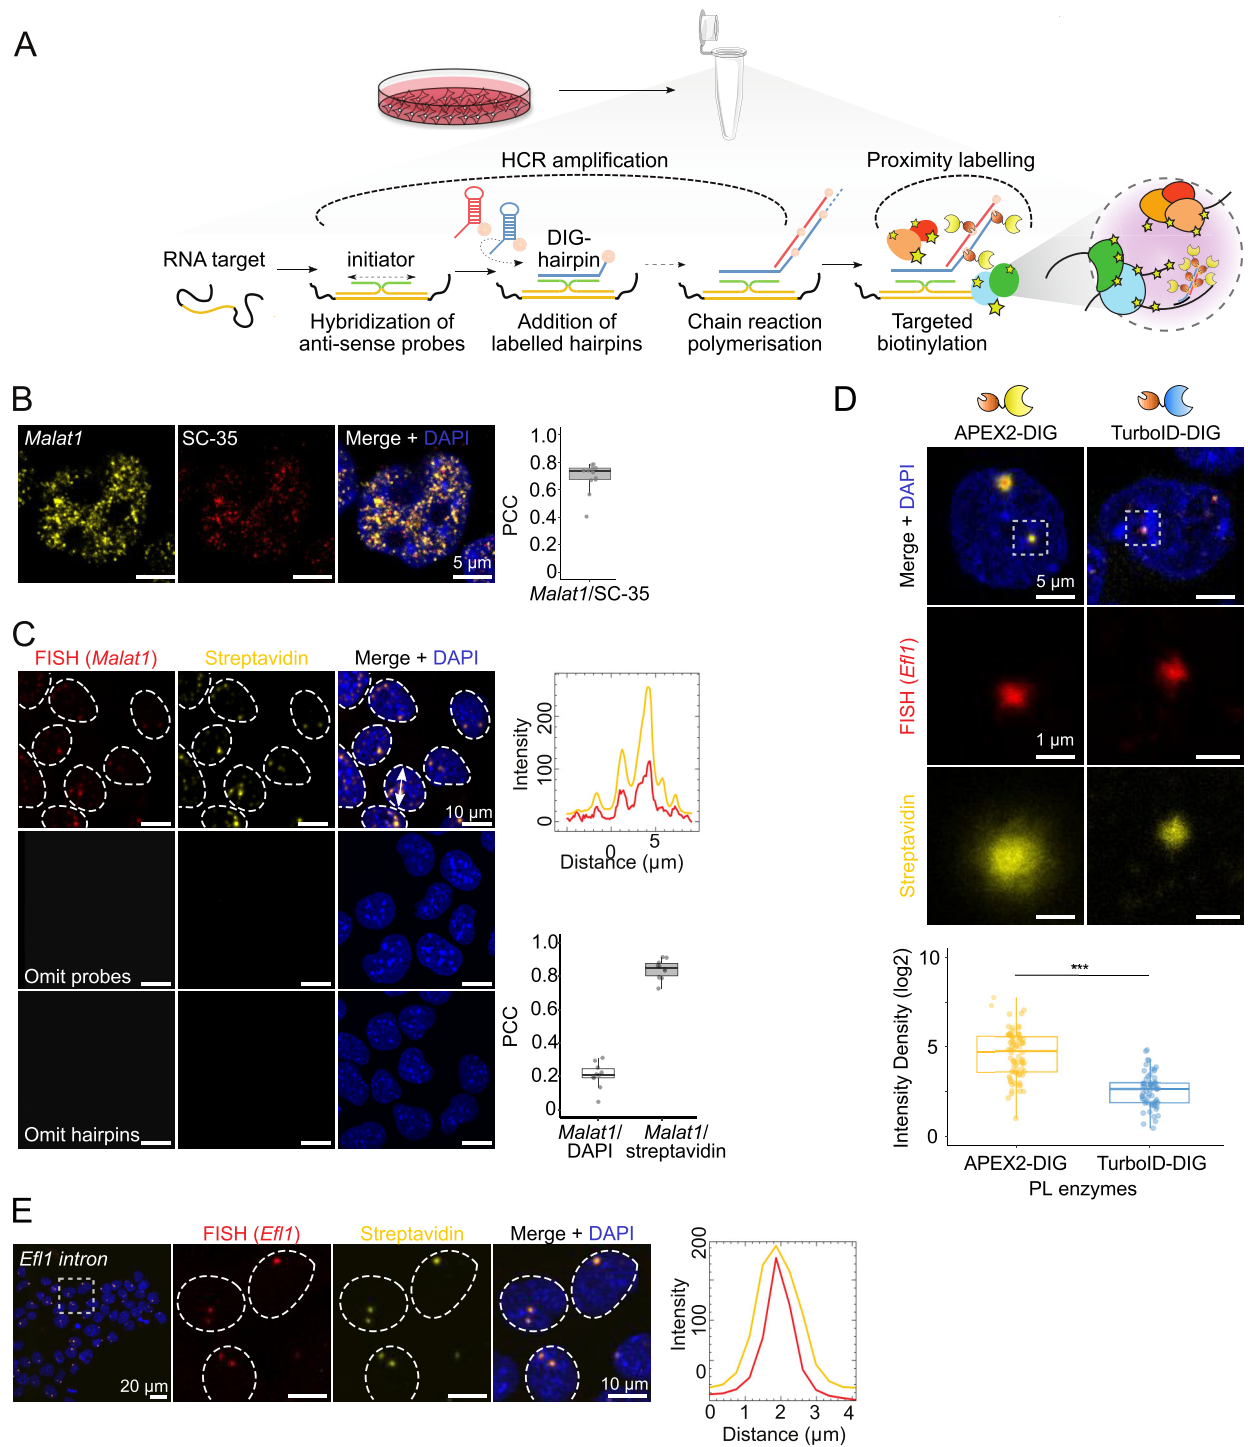 A
HCR amplification
Proximity labelling
RNA target
initiator
DIG-
hairpin
Hybridization of
anti-sense probes
Addition of
labelled hairpins
Chain reaction
polymerisation
Targeted
biotinylation
B
Malat1
SC-35
Merge + DAPI
5 µm
PCC
1.0
0.8
0.6
0.4
0.2
0
Malat1/SC-35
C
FISH (Malat1)
Streptavidin
Merge + DAPI
10 µm
Omit probes
Omit hairpins
Intensity
200
100
0
0
5
Distance (µm)
PCC
1.0
0.8
0.6
0.4
0.2
0
Malat1/
DAPI
Malat1/
streptavidin
D
APEX2-DIG
TurboID-DIG
Merge + DAPI
5 µm
FISH (Efl1)
1 µm
Streptavidin
Intensity Density (log2)
10
5
0
***
APEX2-DIG
TurboID-DIG
PL enzymes
E
Efl1 intron
20 µm
FISH (Efl1)
Streptavidin
Merge + DAPI
10 µm
Intensity
200
100
0
0 1 2 3 4
Distance (µm)